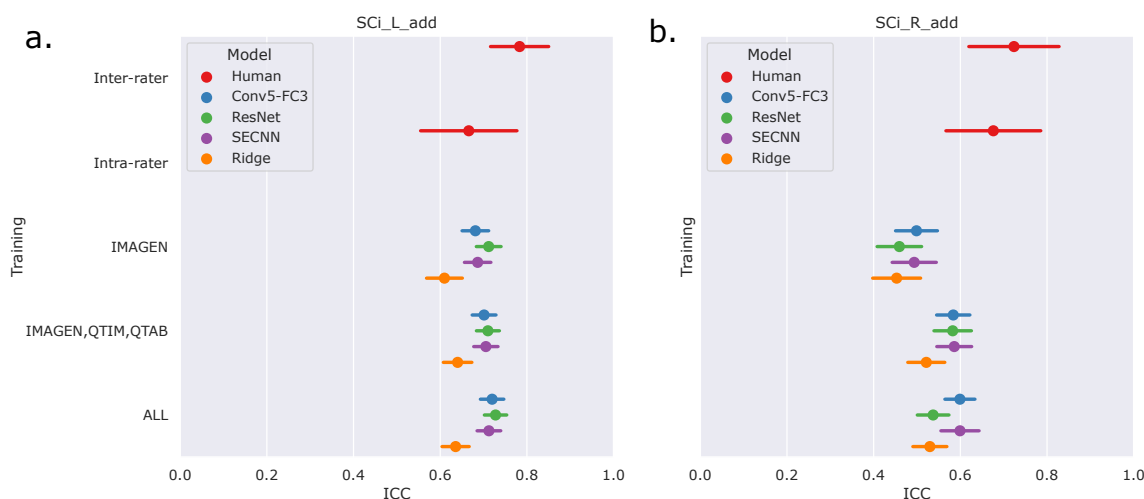 a.
SCi_L_add
Model
Human
Conv5-FC3
ResNet
SECNN
Ridge
Inter-rater
Intra-rater
IMAGEN
IMAGEN,QTIM,QTAB
ALL
Training
0.0 0.2 0.4 0.6 0.8 1.0
ICC
b.
SCi_R_add
Model
Human
Conv5-FC3
ResNet
SECNN
Ridge
Training
0.0 0.2 0.4 0.6 0.8 1.0
ICC